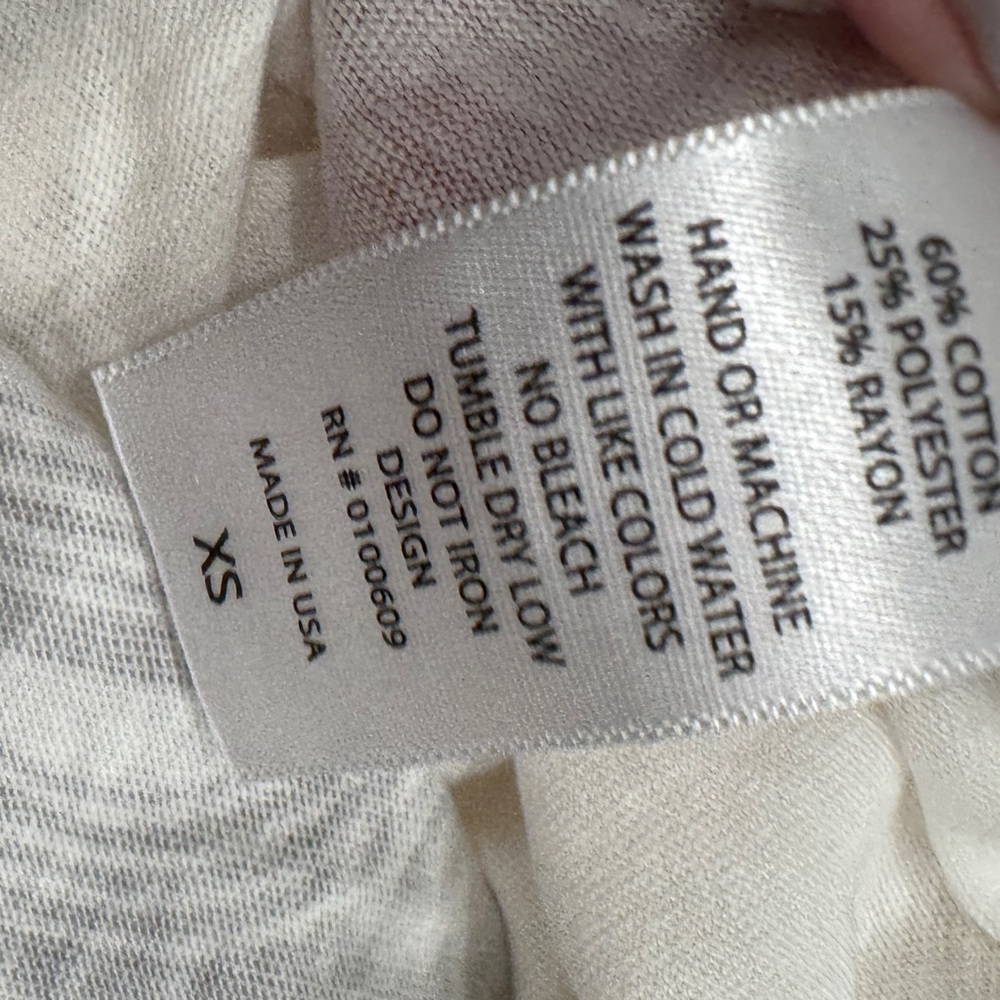 60% COTTON
25% POLYESTER
15% RAYON
HAND OR MACHINE
WASH IN COLD WATER
WITH LIKE COLORS
NO BLEACH
TUMBLE DRY LOW
DO NOT IRON
DESIGN
RN # 0100609
MADE IN USA
XS